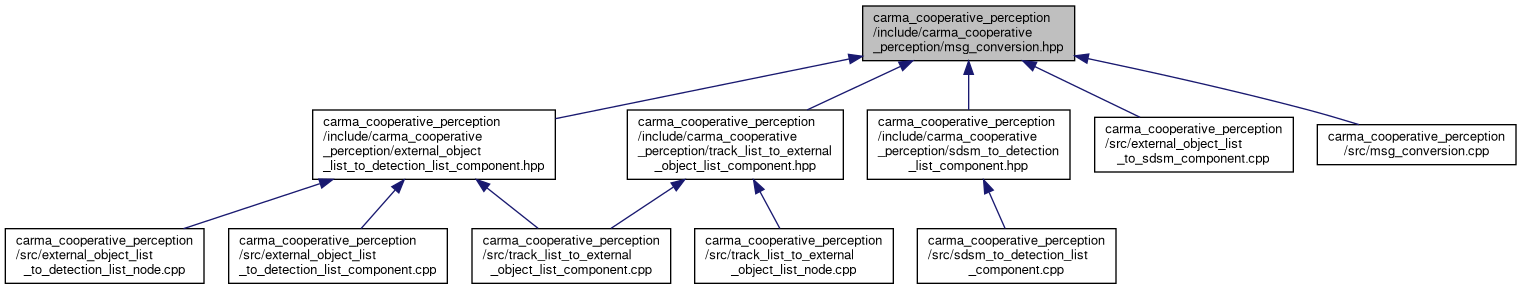 carma_cooperative_perception
/include/carma_cooperative
_perception/msg_conversion.hpp
carma_cooperative_perception
/include/carma_cooperative
_perception/external_object
_list_to_detection_list_component.hpp
carma_cooperative_perception
/include/carma_cooperative
_perception/track_list_to_external
_object_list_component.hpp
carma_cooperative_perception
/include/carma_cooperative
_perception/sdsm_to_detection
_list_component.hpp
carma_cooperative_perception
/src/external_object_list
_to_sdsm_component.cpp
carma_cooperative_perception
/src/msg_conversion.cpp
carma_cooperative_perception
/src/external_object_list
_to_detection_list_node.cpp
carma_cooperative_perception
/src/external_object_list
_to_detection_list_component.cpp
carma_cooperative_perception
/src/track_list_to_external
_object_list_component.cpp
carma_cooperative_perception
/src/track_list_to_external
_object_list_node.cpp
carma_cooperative_perception
/src/sdsm_to_detection_list
_component.cpp